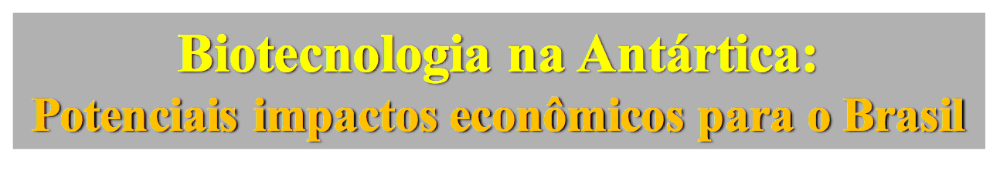 Biotecnologia na Antártica:
Potenciais impactos econômicos para o Brasil